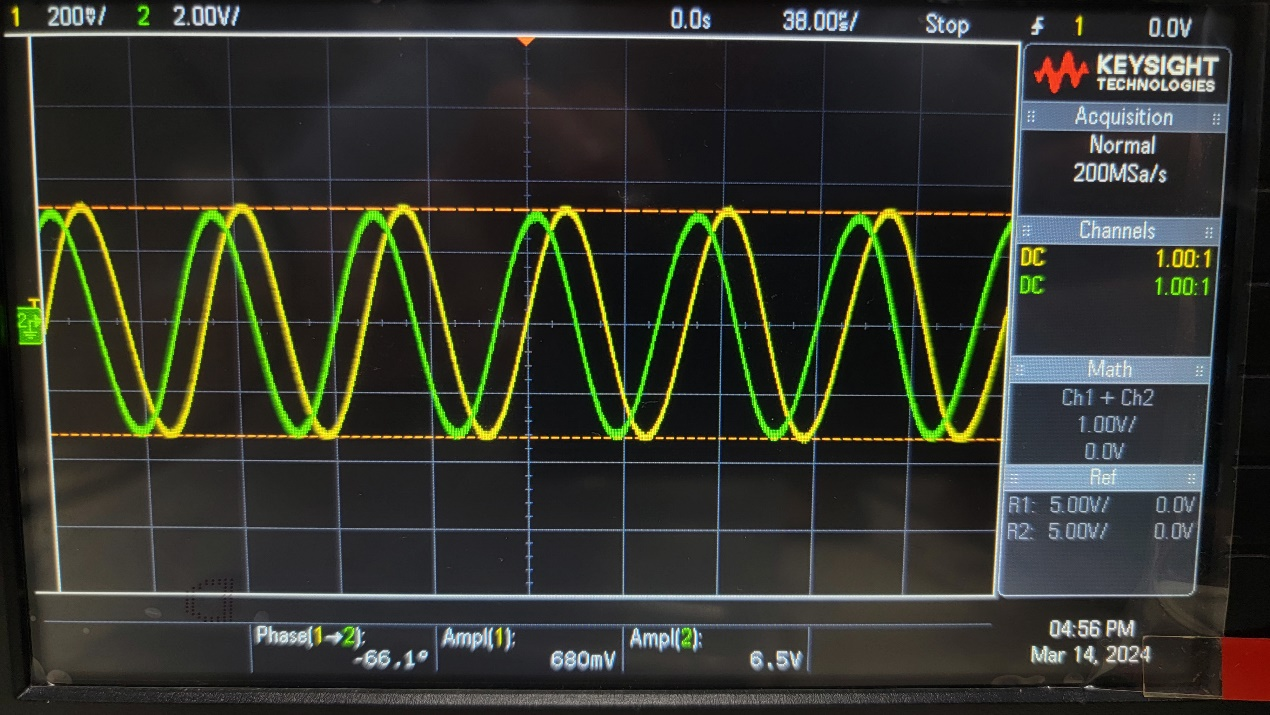 1 200mV/ 2 2.00V/ 0.0s 38.00µs/ Stop 1 0.0V
KEYSIGHT
TECHNOLOGIES
Acquisition
Normal
200MSa/s
Channels
DC 1.00:1
DC 1.00:1
T
2
Math
Ch1 + Ch2
1.00V/
0.0V
Ref
R1: 5.00V/ 0.0V
R2: 5.00V/ 0.0V
Phase(1→2): Ampl(1): Ampl(2):
-66.1° 680mV 6.5V
04:56 PM
Mar 14, 2024